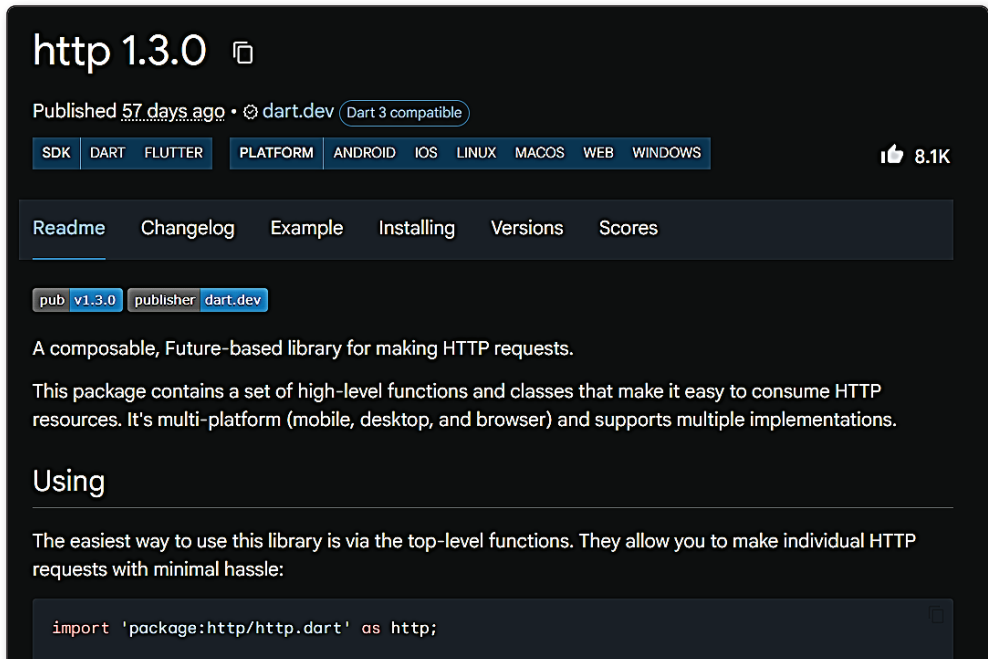 http 1.3.0
Published 57 days ago • dart.dev Dart 3 compatible
SDK DART FLUTTER PLATFORM ANDROID IOS LINUX MACOS WEB WINDOWS 8.1K
Readme Changelog Example Installing Versions Scores
pub v1.3.0 publisher dart.dev
A composable, Future-based library for making HTTP requests.
This package contains a set of high-level functions and classes that make it easy to consume HTTP
resources. It's multi-platform (mobile, desktop, and browser) and supports multiple implementations.
Using
The easiest way to use this library is via the top-level functions. They allow you to make individual HTTP
requests with minimal hassle:
import 'package:http/http.dart' as http;